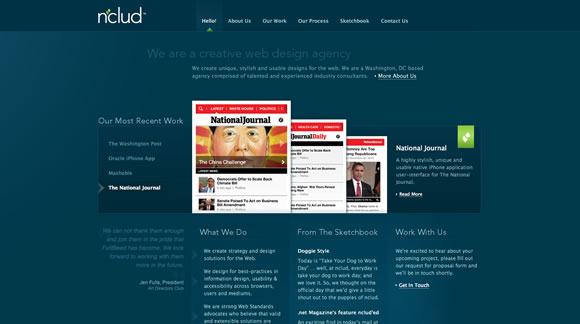 nclud
Hello!
About Us
Our Work
Our Process
Sketchbook
Contact Us
We are a creative web design agency
We create unique, stylish and usable designs for the web. We are a Washington, DC based
agency comprised of talented and experienced industry consultants.
More About Us
Our Most Recent Work
The Washington Post
Oracle iPhone App
Mashable
The National Journal
LATEST WHITE HOUSE POLITICS
NationalJournal
The China Challenge
LATEST NEWS
Democrats Offer to Scale Back
Climate Bill
Senate Poised To Act on Business
Bill Amendment
HEALTH CARE DOMESTIC
NationalJournalDaily
Democrats Offer to Scale
Senate Poised To Act on Business
National Journal
A highly stylish, unique and
usable native iPhone application
user-interface for The National
Journal.
Read More
We can not thank them enough
and join them in the pride that
FullBleed has become. We look
forward to working with them
more in the future.
Jen Fulla, President
Art Directors Club
What We Do
We create strategy and design
solutions for the Web.
We design for best-practices in
information design, usability &
accessibility across browsers,
users and mediums.
We are strong Web Standards
advocates who believe that valid
and extensible solutions are
From The Sketchbook
Doggie Style
Today is "Take Your Dog to Work
Day" ... well, at nclud, everyday is
take your dog to work day; and
we love it. So, we thought on the
official day that we'd give a little
shout out to the puppies of nclud.
.net Magazine's feature nclud'ed
An exciting find in today's mail at
Work With Us
We're excited to hear about your
upcoming project, please fill out
our request for proposal form and
we'll be in touch shortly.
Get In Touch